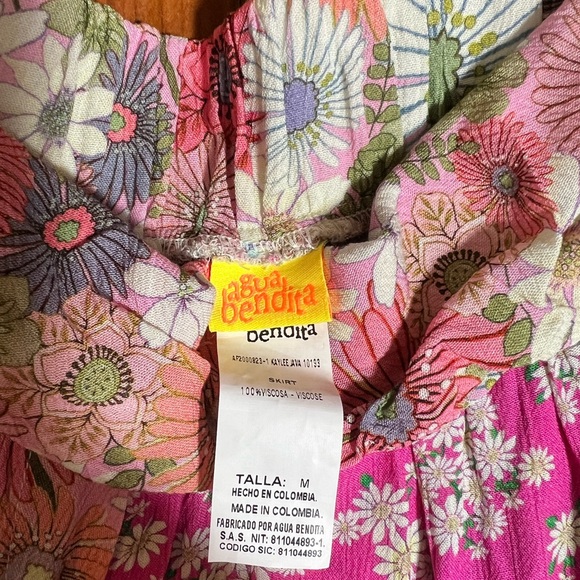 agua
bendita
bendita
AF2000823-1 KAYLEE JAVA 10133
SKIRT
100%VISCOSA - VISCOSE
TALLA: M
HECHO EN COLOMBIA.
MADE IN COLOMBIA.
FABRICADO POR AGUA BENDITA
S.A.S. NIT: 811044893-1.
CODIGO SIC: 811044893